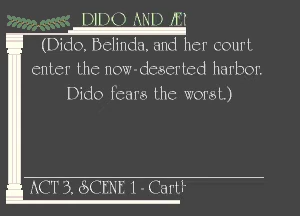 DIDO AND
(Dido, Belinda, and her court
enter the now-deserted harbor.
Dido fears the worst.)
ACT 3, SCENE 1 -